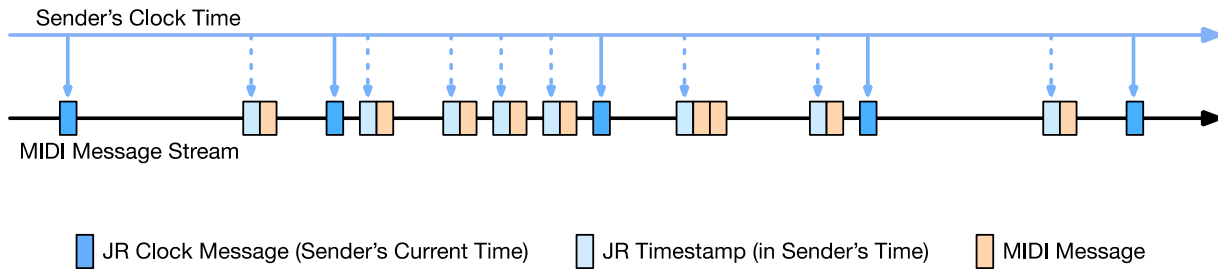 Sender’s Clock Time
MIDI Message Stream
JR Clock Message (Sender’s Current Time) JR Timestamp (in Sender’s Time) MIDI Message